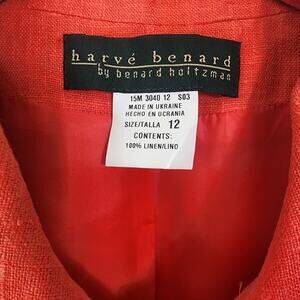 harvé benard
by benard holtzman
15M 3040 12 S03
MADE IN UKRAINE
HECHO EN UCRANIA
SIZE/TALLA 12
CONTENTS:
100% LINEN/LINO